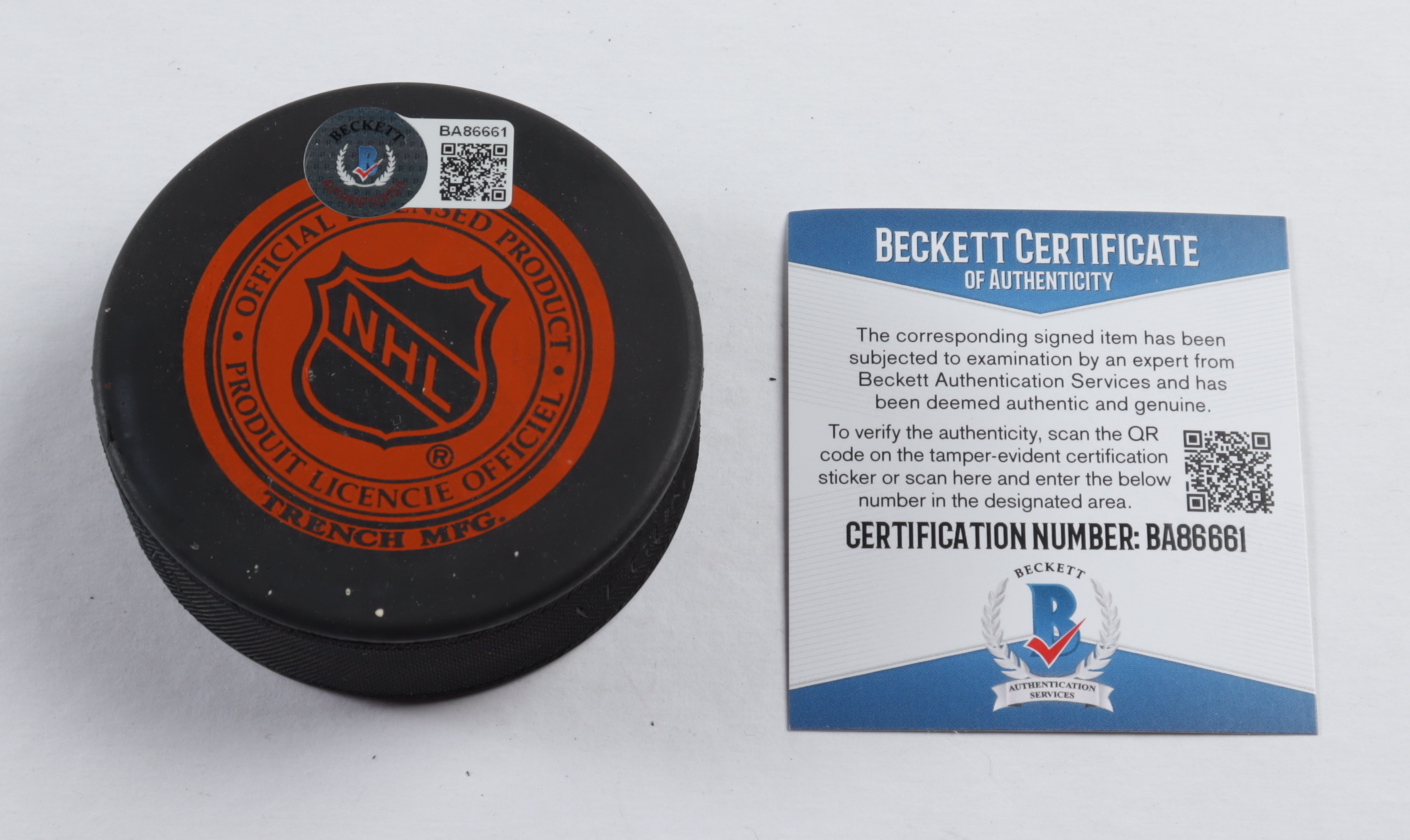 BECKETT
B
BA86661
OFFICIAL LICENSED PRODUCT
NHL
®
• PRODUIT LICENCIE OFFICIEL •
TRENCH MFG.
BECKETT CERTIFICATE
OF AUTHENTICITY
The corresponding signed item has been
subjected to examination by an expert from
Beckett Authentication Services and has
been deemed authentic and genuine.
To verify the authenticity, scan the QR
code on the tamper-evident certification
sticker or scan here and enter the below
number in the designated area.
CERTIFICATION NUMBER: BA86661
BECKETT
B
AUTHENTICATION
SERVICES